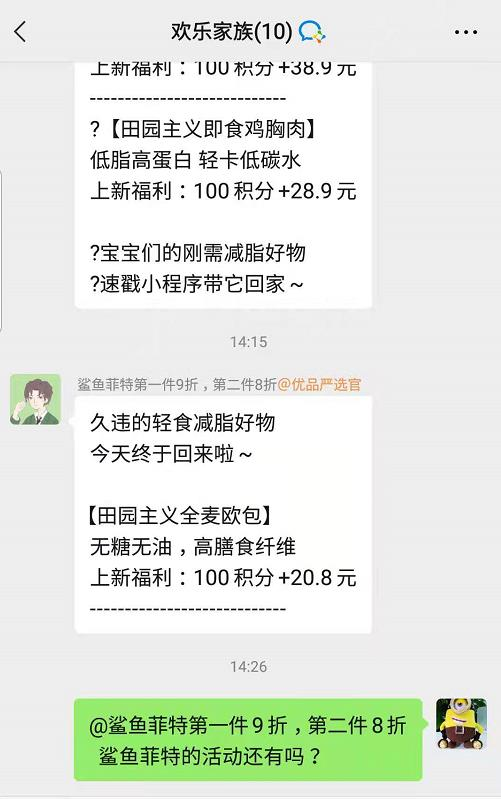 欢乐家族(10)
上新福利：100 积分 +38.9 元
----------------------------
?【田园主义即食鸡胸肉】
低脂高蛋白 轻卡低碳水
上新福利：100 积分 +28.9 元
?宝宝们的刚需减脂好物
?速戳小程序带它回家～
14:15
鲨鱼菲特第一件9折，第二件8折@优品严选官
久违的轻食减脂好物
今天终于回来啦～
【田园主义全麦欧包】
无糖无油，高膳食纤维
上新福利：100 积分 +20.8 元
----------------------------
14:26
@鲨鱼菲特第一件 9 折，第二件 8 折
鲨鱼菲特的活动还有吗？